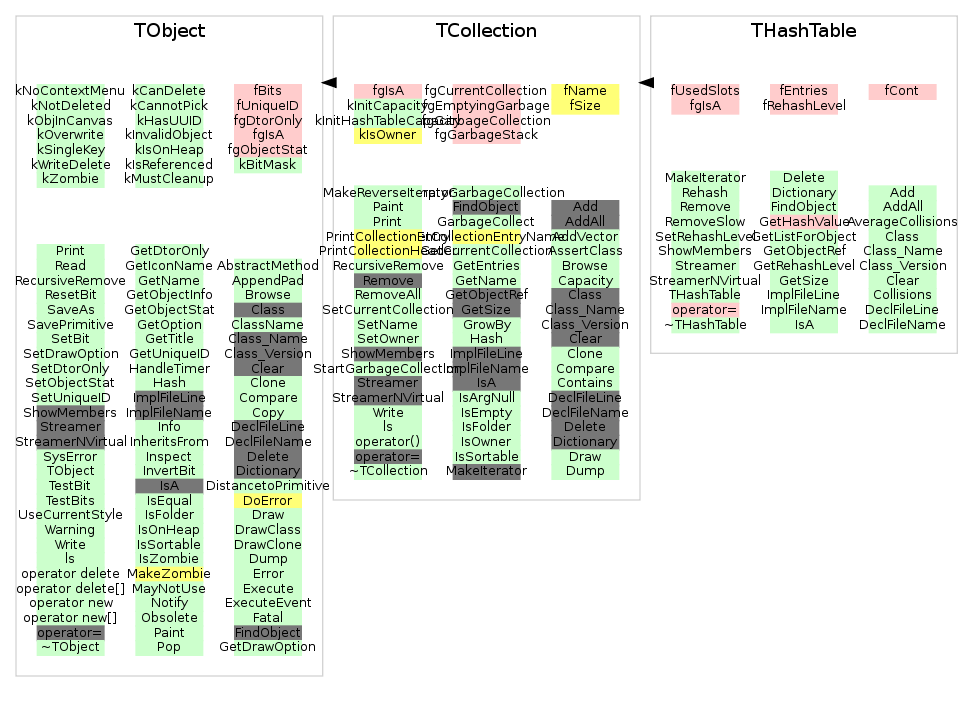 TObject
kNoContextMenu
kNotDeleted
kObjInCanvas
kOverwrite
kSingleKey
kWriteDelete
kZombie
kCanDelete
kCannotPick
kHasUUID
kInvalidObject
kIsOnHeap
kIsReferenced
kMustCleanup
fBits
fUniqueID
fgDtorOnly
fgIsA
fgObjectStat
kBitMask
Print
Read
RecursiveRemove
ResetBit
SaveAs
SavePrimitive
SetBit
SetDrawOption
SetDtorOnly
SetObjectStat
SetUniqueID
ShowMembers
Streamer
StreamerNVirtual
SysError
TObject
TestBit
TestBits
UseCurrentStyle
Warning
Write
ls
operator delete
operator delete[]
operator new
operator new[]
operator=
~TObject
GetDtorOnly
GetIconName
GetName
GetObjectInfo
GetObjectStat
GetOption
GetTitle
GetUniqueID
HandleTimer
Hash
ImplFileLine
ImplFileName
Info
InheritsFrom
Inspect
InvertBit
IsA
IsEqual
IsFolder
IsOnHeap
IsSortable
IsZombie
MakeZombie
MayNotUse
Notify
Obsolete
Paint
Pop
AbstractMethod
AppendPad
Browse
Class
ClassName
Class_Name
Class_Version
Clear
Clone
Compare
Copy
DeclFileLine
DeclFileName
Delete
Dictionary
DistancetoPrimitive
DoError
Draw
DrawClass
DrawClone
Dump
Error
Execute
ExecuteEvent
Fatal
FindObject
GetDrawOption
TCollection
fgIsA
kInitCapacity
kInitHashTableCapacity
kIsOwner
fgCurrentCollection
fgEmptyingGarbage
fgGarbageCollection
fgGarbageStack
fName
fSize
MakeReverseIterator
Paint
Print
PrintCollectionEntry
PrintCollectionHeader
RecursiveRemove
Remove
RemoveAll
SetCurrentCollection
SetName
SetOwner
ShowMembers
StartGarbageCollection
Streamer
StreamerNVirtual
Write
ls
operator()
operator=
~TCollection
EmptyGarbageCollection
FindObject
GarbageCollect
GetCollectionEntryName
GetCurrentCollection
GetEntries
GetName
GetObjectRef
GetSize
GrowBy
Hash
ImplFileLine
ImplFileName
IsA
IsArgNull
IsEmpty
IsFolder
IsOwner
IsSortable
MakeIterator
Add
AddAll
AddVector
AssertClass
Browse
Capacity
Class
Class_Name
Class_Version
Clear
Clone
Compare
Contains
DeclFileLine
DeclFileName
Delete
Dictionary
Draw
Dump
THashTable
fUsedSlots
fgIsA
fEntries
fRehashLevel
fCont
MakeIterator
Rehash
Remove
RemoveSlow
SetRehashLevel
ShowMembers
Streamer
StreamerNVirtual
THashTable
operator=
~THashTable
Delete
Dictionary
FindObject
GetHashValue
GetListForObject
GetObjectRef
GetRehashLevel
GetSize
ImplFileLine
ImplFileName
IsA
Add
AddAll
AverageCollisions
Class
Class_Name
Class_Version
Clear
Collisions
DeclFileLine
DeclFileName